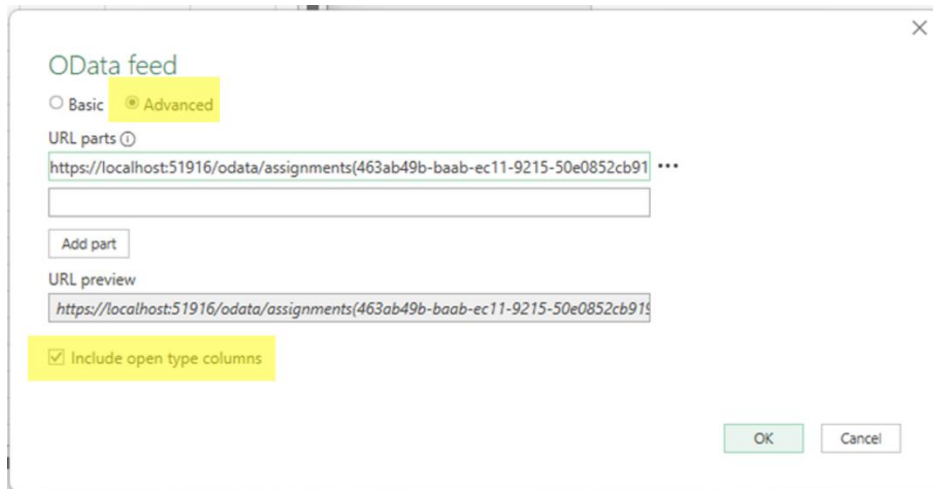 OData feed
Basic Advanced
URL parts
https://localhost:51916/odata/assignments(463ab49b-baab-ec11-9215-50e0852cb91
Add part
URL preview
https://localhost:51916/odata/assignments(463ab49b-baab-ec11-9215-50e0852cb919
Include open type columns
OK Cancel